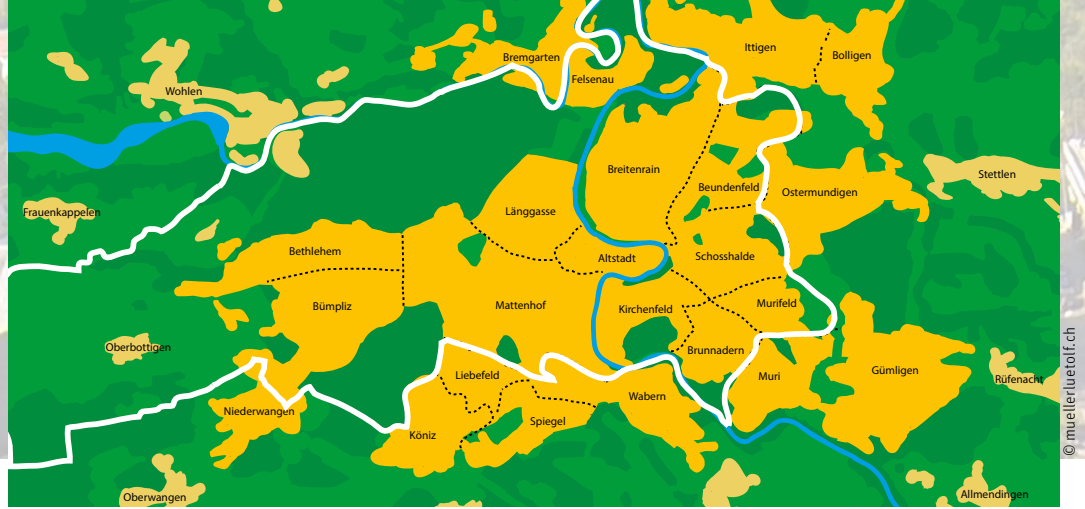 Ittigen
Bolligen
Bremgarten
Felsenau
Wohlen
Breitenrain
Beundenfeld
Ostermundigen
Stettlen
Frauenkappelen
Länggasse
Bethlehem
Altstadt
Schosshalde
Bümpliz
Mattenhof
Kirchenfeld
Murifeld
Oberbottigen
Brunnadern
Liebefeld
Muri
Gümligen
Rüfenacht
Niederwangen
Wabern
Köniz
Spiegel
Oberwangen
Allmendingen
© muellerluetolf.ch